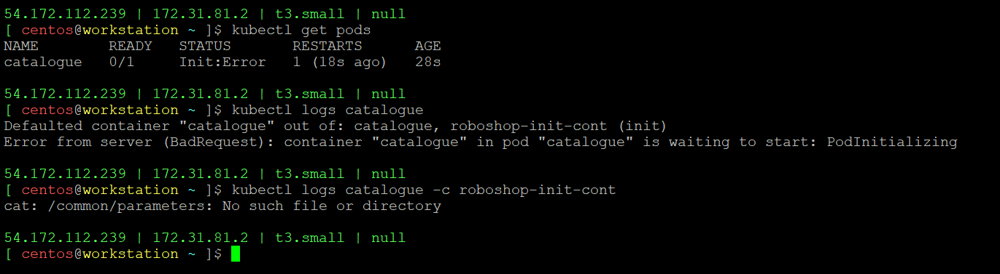 54.172.112.239 | 172.31.81.2 | t3.small | null
[ centos@workstation ~ ]$ kubectl get pods
NAME        READY   STATUS       RESTARTS      AGE
catalogue   0/1     Init:Error   1 (18s ago)   28s
54.172.112.239 | 172.31.81.2 | t3.small | null
[ centos@workstation ~ ]$ kubectl logs catalogue
Defaulted container "catalogue" out of: catalogue, roboshop-init-cont (init)
Error from server (BadRequest): container "catalogue" in pod "catalogue" is waiting to start: PodInitializing
54.172.112.239 | 172.31.81.2 | t3.small | null
[ centos@workstation ~ ]$ kubectl logs catalogue -c roboshop-init-cont
cat: /common/parameters: No such file or directory
54.172.112.239 | 172.31.81.2 | t3.small | null
[ centos@workstation ~ ]$